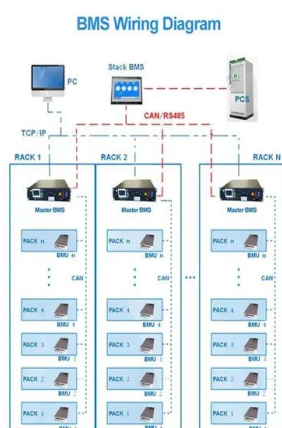 BMS Wiring Diagram
Stack BMS
PC
PCS
CAN/RS485
TCP/IP
RACK 1
RACK 2
RACK N
Master BMS
Master BMS
Master BMS
PACK n
PACK n
PACK n
BMU n
BMU n
BMU n
CAN
CAN
CAN
...
PACK 4
PACK 4
PACK 4
BMU 4
BMU 4
BMU 4
PACK 3
PACK 3
PACK 3
BMU 3
BMU 3
BMU 3
PACK 2
PACK 2
PACK 2
BMU 2
BMU 2
BMU 2
PACK 1
PACK 1
PACK 1